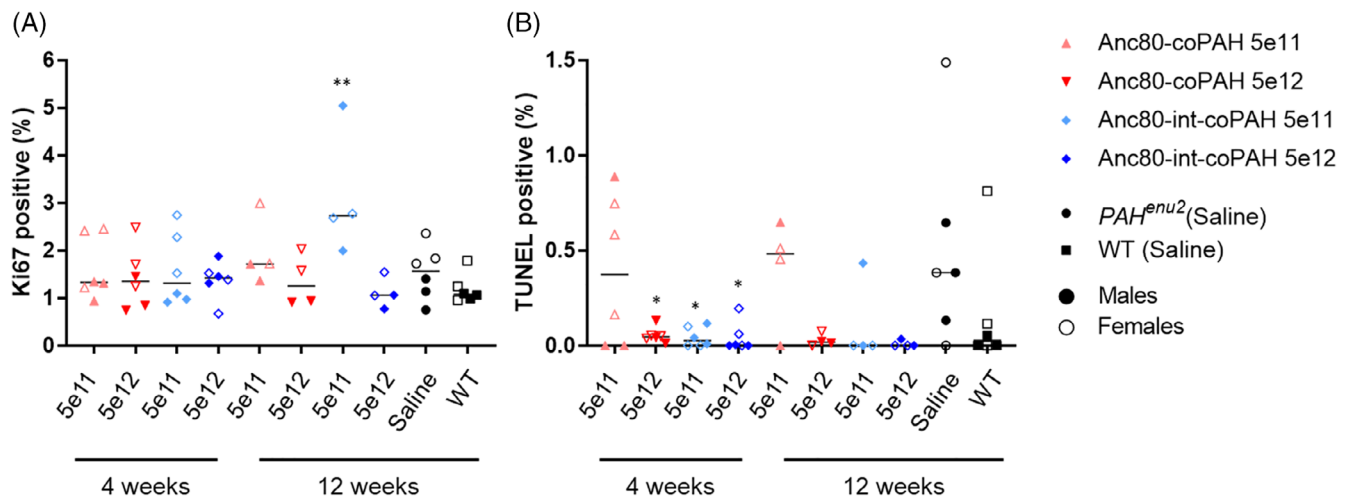 (A)
Ki67 positive (%)
6
5
4
3
2
1
0
**
5e11
5e12
5e11
5e12
5e11
5e12
5e11
5e12
Saline
WT
4 weeks
12 weeks
(B)
TUNEL positive (%)
1.5
1.0
0.5
0.0
*
*
*
5e11
5e12
5e11
5e12
5e11
5e12
5e11
5e12
Saline
WT
4 weeks
12 weeks
Anc80-coPAH 5e11
Anc80-coPAH 5e12
Anc80-int-coPAH 5e11
Anc80-int-coPAH 5e12
PAHenu2(Saline)
WT (Saline)
Males
Females